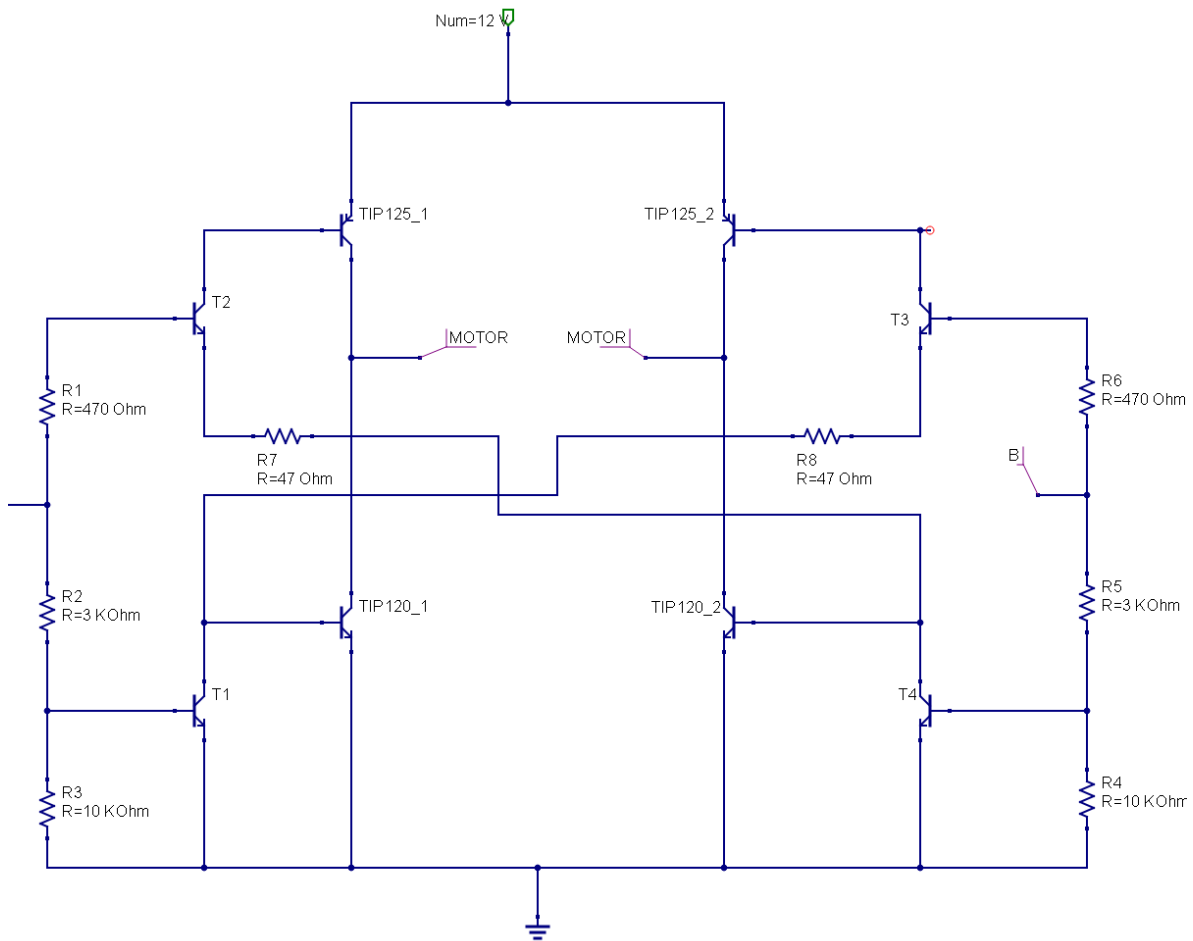 Num=12 V
TIP125_1
TIP125_2
T2
T3
MOTOR
MOTOR
R1
R=470 Ohm
R6
R=470 Ohm
B
R7
R=47 Ohm
R8
R=47 Ohm
R2
R=3 KOhm
TIP120_1
TIP120_2
R5
R=3 KOhm
T1
T4
R3
R=10 KOhm
R4
R=10 KOhm